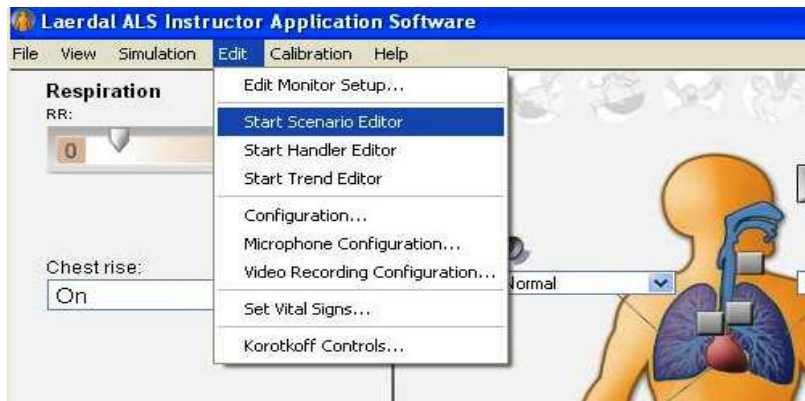 Laerdal ALS Instructor Application Software
File View Simulation Edit Calibration Help
Edit Monitor Setup...
Start Scenario Editor
Start Handler Editor
Start Trend Editor
Configuration...
Microphone Configuration...
Video Recording Configuration...
Set Vital Signs...
Korotkoff Controls...
Respiration
RR:
0
Chest rise:
On
Normal